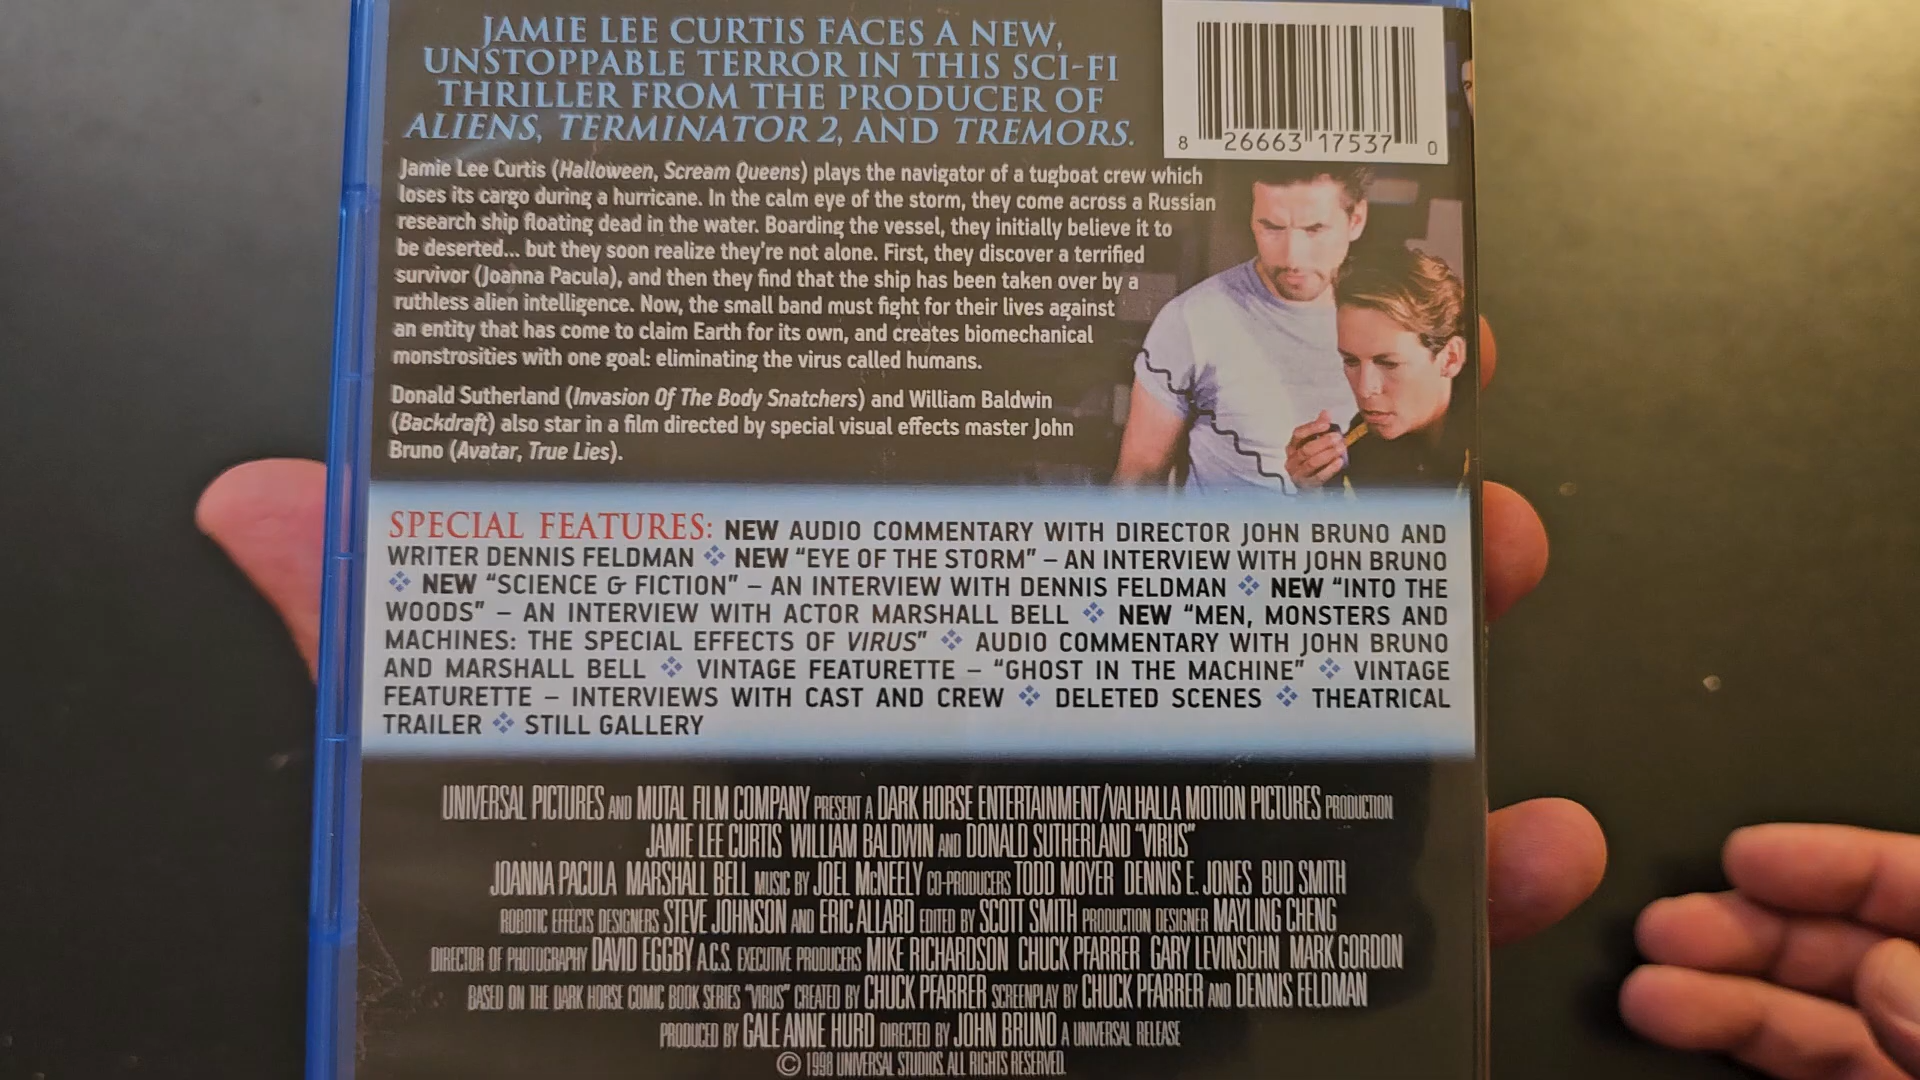 JAMIE LEE CURTIS FACES A NEW,
UNSTOPPABLE TERROR IN THIS SCI-FI
THRILLER FROM THE PRODUCER OF
ALIENS, TERMINATOR 2, AND TREMORS.
8 26663 17537 0
Jamie Lee Curtis (Halloween, Scream Queens) plays the navigator of a tugboat crew which
loses its cargo during a hurricane. In the calm eye of the storm, they come across a Russian
research ship floating dead in the water. Boarding the vessel, they initially believe it to
be deserted... but they soon realize they're not alone. First, they discover a terrified
survivor (Joanna Pacula), and then they find that the ship has been taken over by a
ruthless alien intelligence. Now, the small band must fight for their lives against
an entity that has come to claim Earth for its own, and creates biomechanical
monstrosities with one goal: eliminating the virus called humans.
Donald Sutherland (Invasion Of The Body Snatchers) and William Baldwin
(Backdraft) also star in a film directed by special visual effects master John
Bruno (Avatar, True Lies).
SPECIAL FEATURES: NEW AUDIO COMMENTARY WITH DIRECTOR JOHN BRUNO AND
WRITER DENNIS FELDMAN ❖ NEW "EYE OF THE STORM" – AN INTERVIEW WITH JOHN BRUNO
❖ NEW "SCIENCE & FICTION" – AN INTERVIEW WITH DENNIS FELDMAN ❖ NEW "INTO THE
WOODS" – AN INTERVIEW WITH ACTOR MARSHALL BELL ❖ NEW "MEN, MONSTERS AND
MACHINES: THE SPECIAL EFFECTS OF VIRUS" ❖ AUDIO COMMENTARY WITH JOHN BRUNO
AND MARSHALL BELL ❖ VINTAGE FEATURETTE – "GHOST IN THE MACHINE" ❖ VINTAGE
FEATURETTE – INTERVIEWS WITH CAST AND CREW ❖ DELETED SCENES ❖ THEATRICAL
TRAILER ❖ STILL GALLERY
UNIVERSAL PICTURES AND MUTAL FILM COMPANY PRESENT A DARK HORSE ENTERTAINMENT/VALHALLA MOTION PICTURES PRODUCTION
JAMIE LEE CURTIS WILLIAM BALDWIN AND DONALD SUTHERLAND "VIRUS"
JOANNA PACULA MARSHALL BELL MUSIC BY JOEL McNEELY CO-PRODUCERS TODD MOYER DENNIS E. JONES BUD SMITH
ROBOTIC EFFECTS DESIGNERS STEVE JOHNSON AND ERIC ALLARD EDITED BY SCOTT SMITH PRODUCTION DESIGNER MAYLING CHENG
DIRECTOR OF PHOTOGRAPHY DAVID EGGBY A.C.S. EXECUTIVE PRODUCERS MIKE RICHARDSON CHUCK PFARRER GARY LEVINSOHN MARK GORDON
BASED ON THE DARK HORSE COMIC BOOK SERIES "VIRUS" CREATED BY CHUCK PFARRER SCREENPLAY BY CHUCK PFARRER AND DENNIS FELDMAN
PRODUCED BY GALE ANNE HURD DIRECTED BY JOHN BRUNO A UNIVERSAL RELEASE
© 1998 UNIVERSAL STUDIOS. ALL RIGHTS RESERVED.